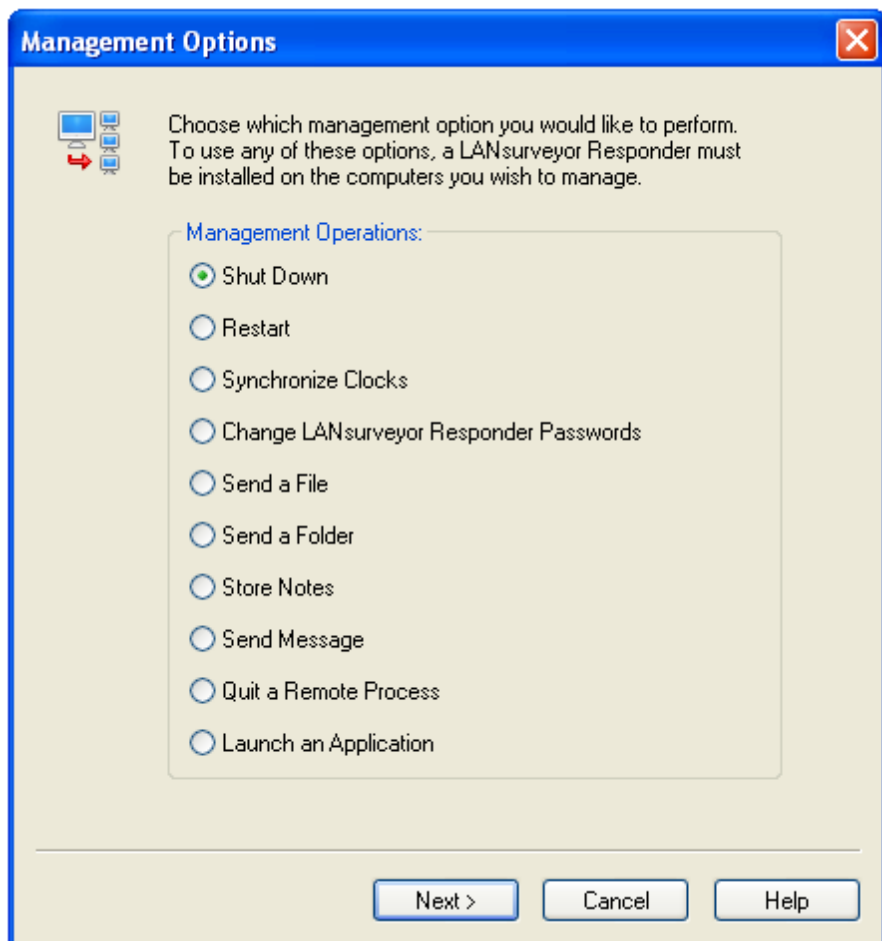 Management Options
Choose which management option you would like to perform.
To use any of these options, a LANsurveyor Responder must
be installed on the computers you wish to manage.
Management Operations:
Shut Down
Restart
Synchronize Clocks
Change LANsurveyor Responder Passwords
Send a File
Send a Folder
Store Notes
Send Message
Quit a Remote Process
Launch an Application
Next >
Cancel
Help